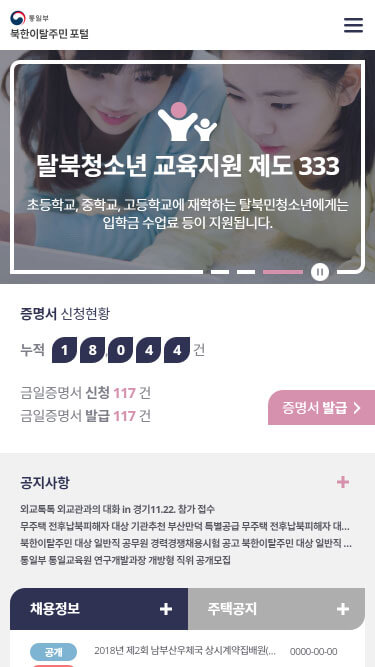 통일부
북한이탈주민 포털
탈북청소년 교육지원 제도 333
초등학교, 중학교, 고등학교에 재학하는 탈북민청소년에게는
입학금 수업료 등이 지원됩니다.
증명서 신청현황
누적 1 8,0 4 4 건
금일증명서 신청 117 건
금일증명서 발급 117 건
증명서 발급
공지사항
외교톡톡 외교관과의 대화 in 경기11.22. 참가 접수
무주택 전후납북피해자 대상 기관추천 부산만덕 특별공급 무주택 전후납북피해자 대...
북한이탈주민 대상 일반직 공무원 경력경쟁채용시험 공고 북한이탈주민 대상 일반직 ...
통일부 통일교육원 연구개발과장 개방형 직위 공개모집
채용정보
주택공지
공개 2018년 제2회 남부산우체국 상시계약집배원(... 0000-00-00